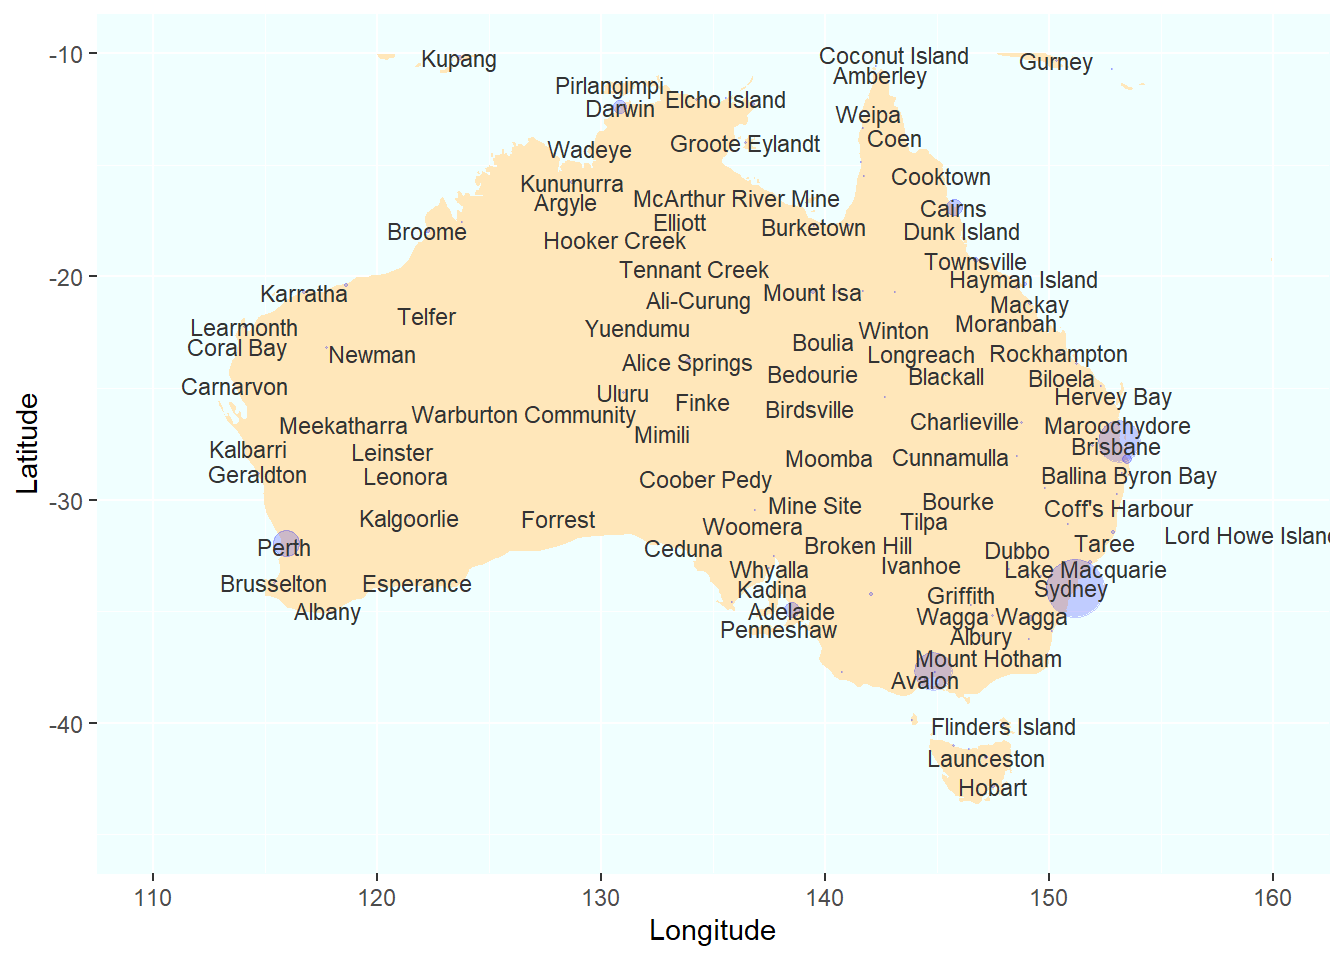 -10
-20
-30
-40
Latitude
Kupang
Coconut Island
Gurney
Amberley
Pirlangimpi
Elcho Island
Darwin
Weipa
Coen
Groote Eylandt
Wadeye
Cooktown
Kununurra
McArthur River Mine
Argyle
Cairns
Elliott
Burketown
Broome
Dunk Island
Hooker Creek
Townsville
Tennant Creek
Hayman Island
Karratha
Mount Isa
Ali-Curung
Mackay
Telfer
Moranbah
Learmonth
Yuendumu
Winton
Boulia
Coral Bay
Newman
Longreach
Rockhampton
Alice Springs
Bedourie
Blackall
Biloela
Carnarvon
Uluru
Hervey Bay
Finke
Birdsville
Warburton Community
Charlieville
Maroochydore
Meekatharra
Mimili
Brisbane
Kalbarri
Leinster
Moomba
Cunnamulla
Geraldton
Leonora
Coober Pedy
Ballina Byron Bay
Mine Site
Bourke
Coff's Harbour
Kalgoorlie
Forrest
Woomera
Tilpa
Lord Howe Island
Perth
Ceduna
Broken Hill
Dubbo
Taree
Whyalla
Ivanhoe
Lake Macquarie
Brusselton
Esperance
Kadina
Griffith
Sydney
Albany
Adelaide
Wagga Wagga
Penneshaw
Albury
Mount Hotham
Avalon
Flinders Island
Launceston
Hobart
110
120
130
140
150
160
Longitude